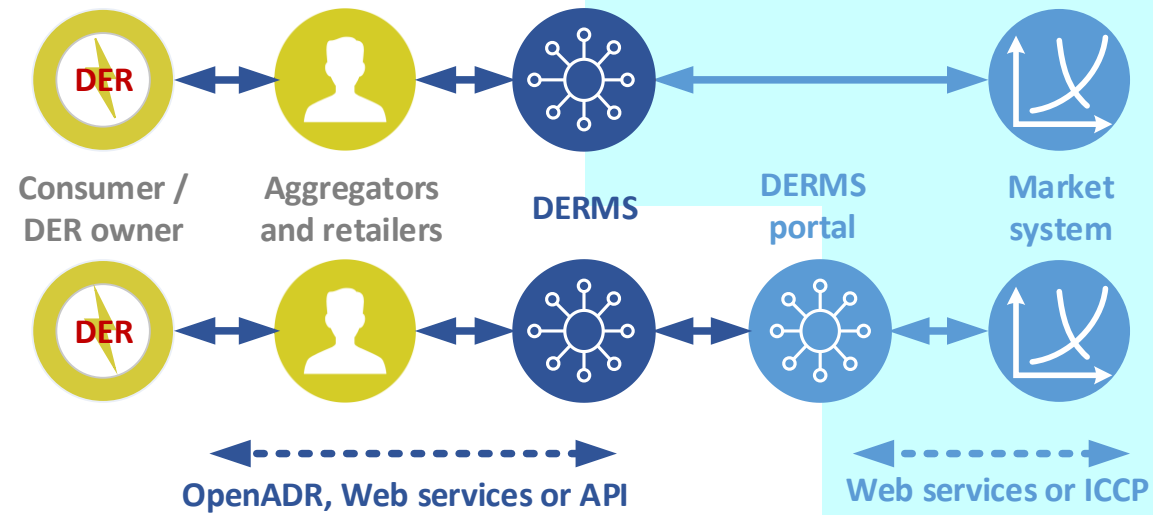 DER
Consumer /
DER owner
Aggregators
and retailers
DERMS
DERMS
portal
Market
system
DER
OpenADR, Web services or API
Web services or ICCP